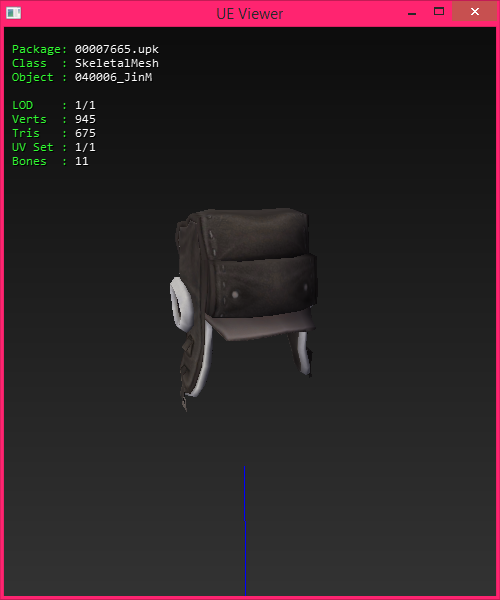 UE Viewer
Package: 00007665.upk
Class : SkeletalMesh
Object : 040006_JinM
LOD : 1/1
Verts : 945
Tris : 675
UV Set : 1/1
Bones : 11